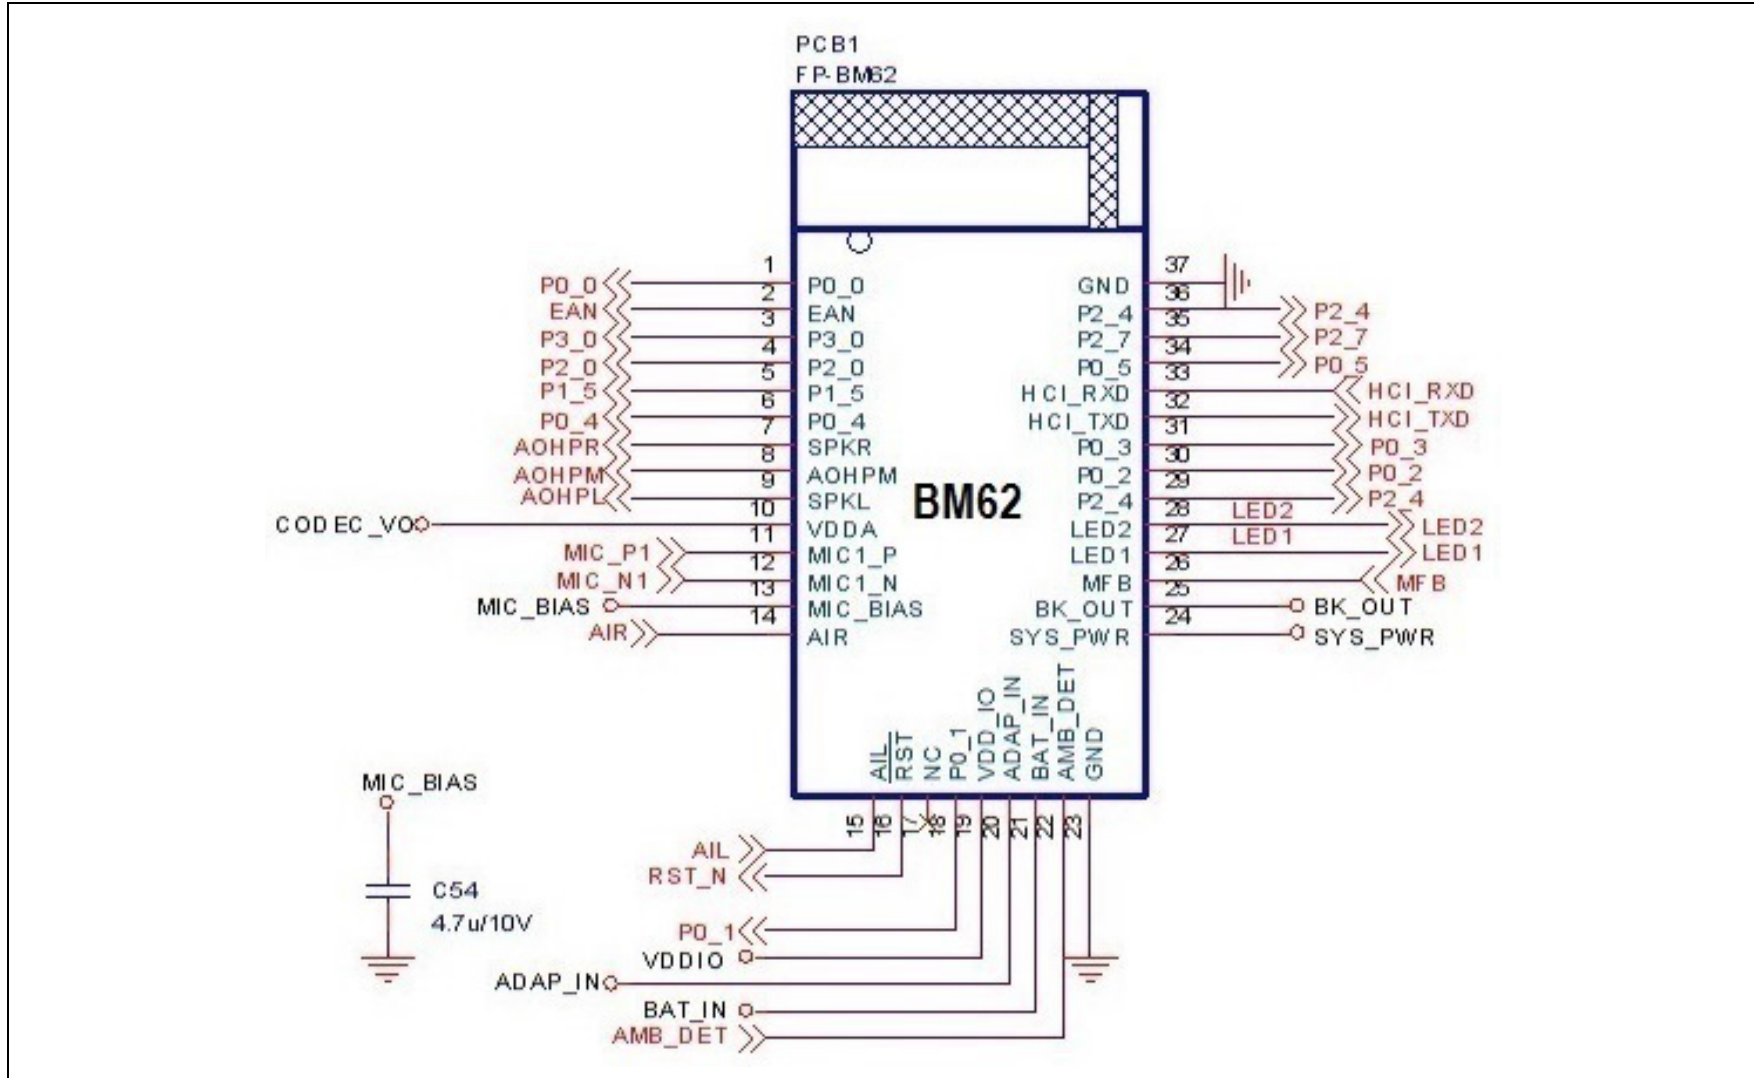 PCB1
FP-BM62
1
P0_0 P0_0
2
EAN EAN
3
P3_0 P3_0
4
P2_0 P2_0
5
P1_5 P1_5
6
P0_4 P0_4
7
AOHPR SPKR
8
AOHPM AOHPM
9
AOHPL SPKL
10
CODEC_VO VDDA
11
MIC_P1 MIC1_P
12
MIC_N1 MIC1_N
13
MIC_BIAS MIC_BIAS
14
AIR AIR
BM62
37
GND
36
P2_4 P2_4
35
P2_7 P2_7
34
P0_5 P0_5
33
HCI_RXD HCI_RXD
32
HCI_TXD HCI_TXD
31
P0_3 P0_3
30
P0_2 P0_2
29
P2_4 P2_4
28 LED2
LED2 LED2
27 LED1
LED1 LED1
26
MFB MFB
25
BK_OUT BK_OUT
24
SYS_PWR SYS_PWR
AIL
RST
NC
P0_1
VDD_IO
ADAP_IN
BAT_IN
AMB_DET
GND
15
16
17
18
19
20
21
22
23
AIL
RST_N
P0_1
VDDIO
ADAP_IN
BAT_IN
AMB_DET
MIC_BIAS
C54
4.7u/10V